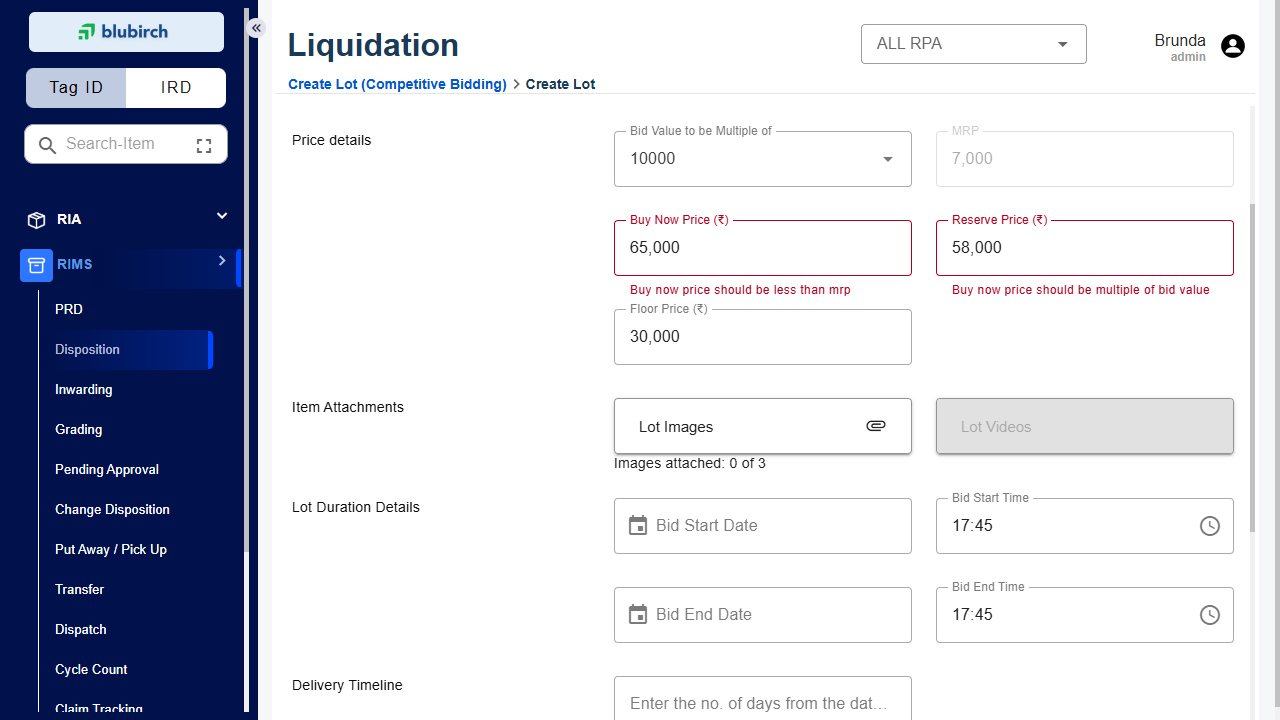 blubirch
Tag ID
IRD
Search-Item
RIA
RIMS
PRD
Disposition
Inwarding
Grading
Pending Approval
Change Disposition
Put Away / Pick Up
Transfer
Dispatch
Cycle Count
Claim Tracking
Liquidation
ALL RPA
Brunda
admin
Create Lot (Competitive Bidding) > Create Lot
Price details
Bid Value to be Multiple of
10000
MRP
7,000
Buy Now Price (₹)
65,000
Buy now price should be less than mrp
Reserve Price (₹)
58,000
Buy now price should be multiple of bid value
Floor Price (₹)
30,000
Item Attachments
Lot Images
Lot Videos
Images attached: 0 of 3
Lot Duration Details
Bid Start Date
Bid Start Time
17:45
Bid End Date
Bid End Time
17:45
Delivery Timeline
Enter the no. of days from the dat...